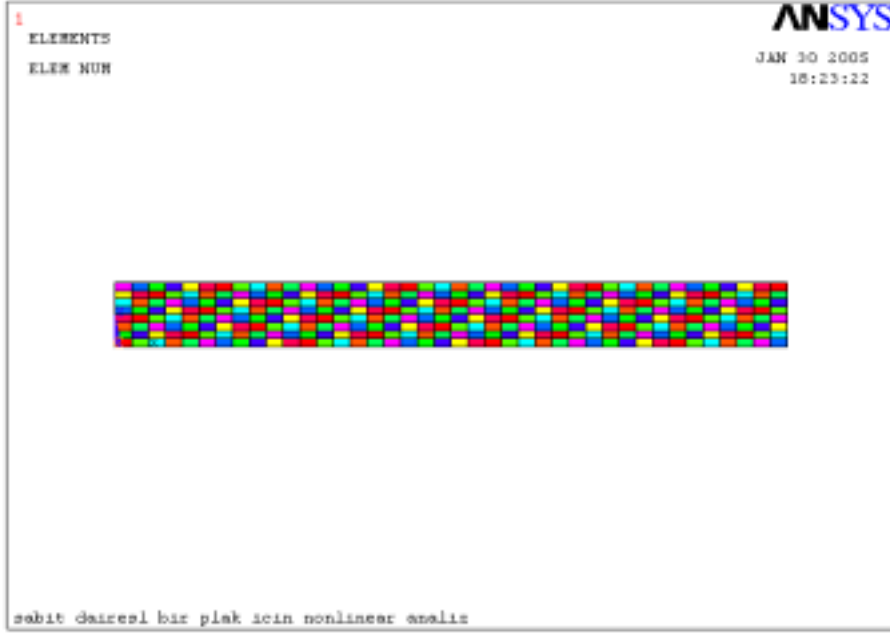 1
ELEMENTS
ELEM NUM
ANSYS
JAN 30 2005
18:23:22
sabit dairesl bir plak icin nonlinear analiz